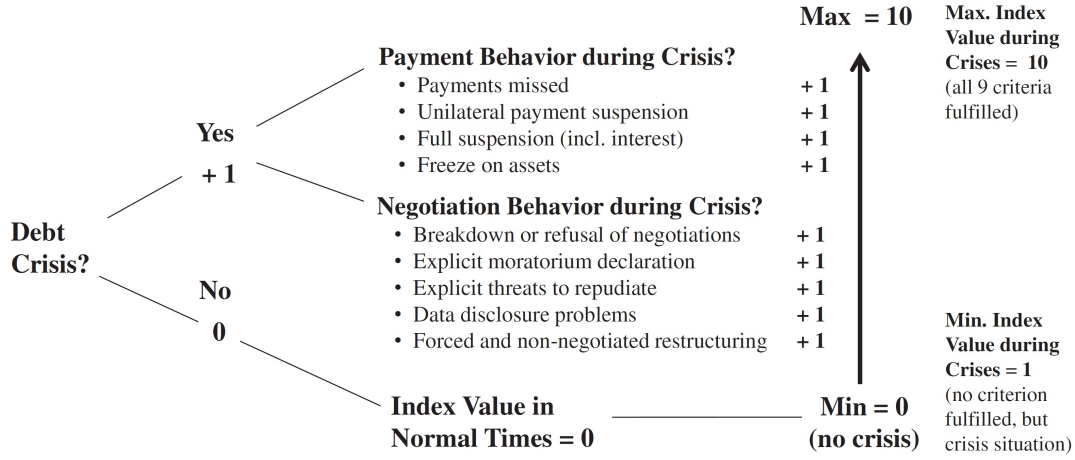 Debt
Crisis?
Yes
+ 1
No
0
Payment Behavior during Crisis?
• Payments missed + 1
• Unilateral payment suspension + 1
• Full suspension (incl. interest) + 1
• Freeze on assets + 1
Negotiation Behavior during Crisis?
• Breakdown or refusal of negotiations + 1
• Explicit moratorium declaration + 1
• Explicit threats to repudiate + 1
• Data disclosure problems + 1
• Forced and non-negotiated restructuring + 1
Index Value in
Normal Times = 0
Max = 10
Min = 0
(no crisis)
Max. Index
Value during
Crises = 10
(all 9 criteria
fulfilled)
Min. Index
Value during
Crises = 1
(no criterion
fulfilled, but
crisis situation)